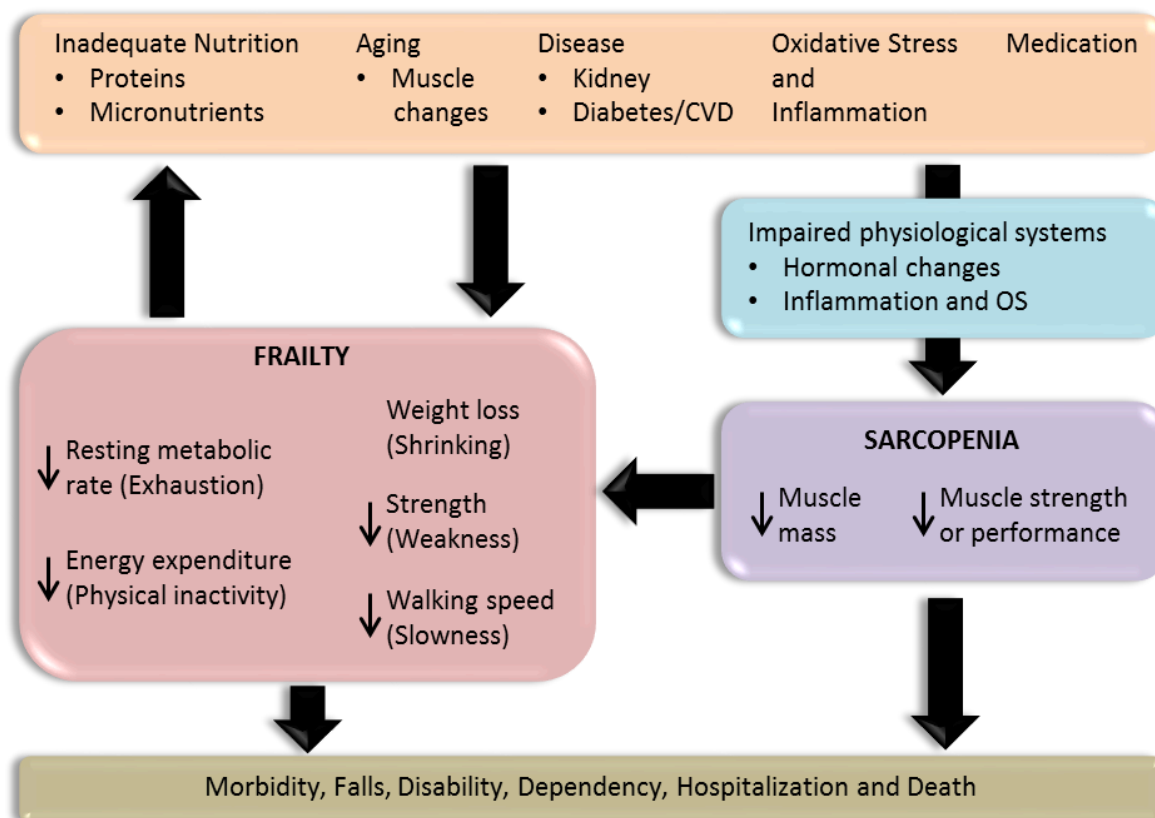 Inadequate Nutrition
• Proteins
• Micronutrients
Aging
• Muscle
changes
Disease
• Kidney
• Diabetes/CVD
Oxidative Stress
and
Inflammation
Medication
Impaired physiological systems
• Hormonal changes
• Inflammation and OS
FRAILTY
Resting metabolic
rate (Exhaustion)
Energy expenditure
(Physical inactivity)
Weight loss
(Shrinking)
Strength
(Weakness)
Walking speed
(Slowness)
SARCOPENIA
Muscle
mass
Muscle strength
or performance
Morbidity, Falls, Disability, Dependency, Hospitalization and Death